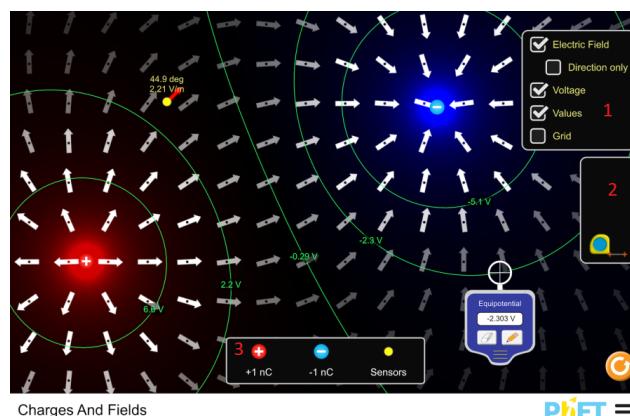 44.9 deg
2.21 V/m
Electric Field
Direction only
Voltage
Values
1
Grid
2
-5.1 V
-2.3 V
-0.29 V
2.2 V
6.6 V
Equipotential
-2.303 V
3
+1 nC
-1 nC
Sensors
Charges And Fields
PhET